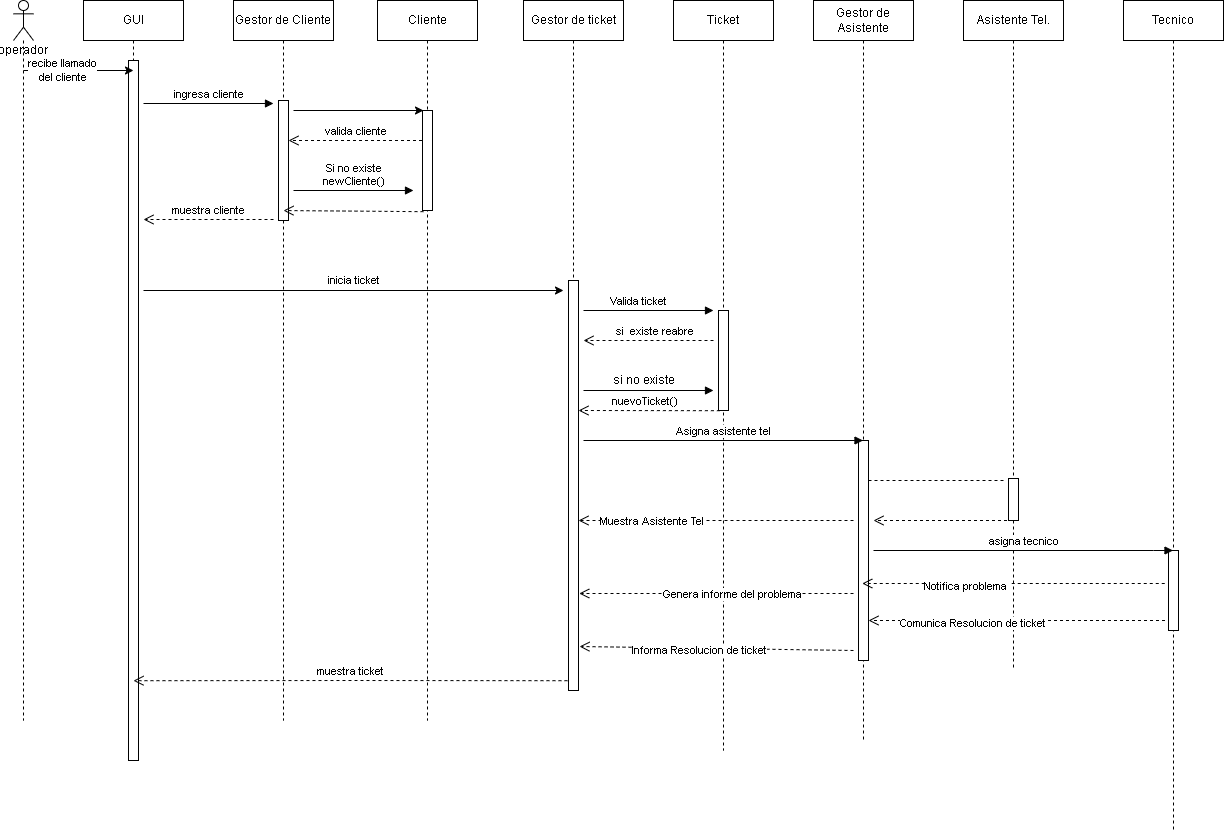 GUI
Gestor de Cliente
Cliente
Gestor de ticket
Ticket
Gestor de
Asistente
Asistente Tel.
Tecnico
operador
recibe llamado
del cliente
ingresa cliente
valida cliente
Si no existe
newCliente()
muestra cliente
inicia ticket
Valida ticket
si existe reabre
si no existe
nuevoTicket()
Asigna asistente tel
Muestra Asistente Tel
asigna tecnico
Notifica problema
Genera informe del problema
Comunica Resolucion de ticket
Informa Resolucion de ticket
muestra ticket